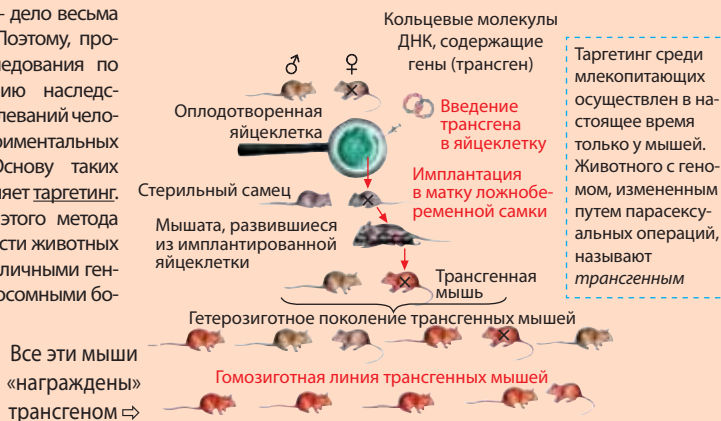 – дело весьма
Поэтому, про-
едования по
ию наследс-
леваний чело-
риментальных
Основу таких
няет таргетинг.
этого метода
сти животных
личными ген-
осомными бо-
♂ ♀
Кольцевые молекулы
ДНК, содержащие
гены (трансген)
Оплодотворенная
яйцеклетка
Введение
трансгена
в яйцеклетку
Имплантация
в матку ложнобе-
ременной самки
Стерильный самец
Мышата, развившиеся
из имплантированной
яйцеклетки
Трансгенная
мышь
Гетерозиготное поколение трансгенных мышей
Гомозиготная линия трансгенных мышей
Все эти мыши
«награждены»
трансгеном ⇨
Таргетинг среди
млекопитающих
осуществлен в на-
стоящее время
только у мышей.
Животного с гено-
мом, измененным
путем парасексу-
альных операций,
называют
трансгенным